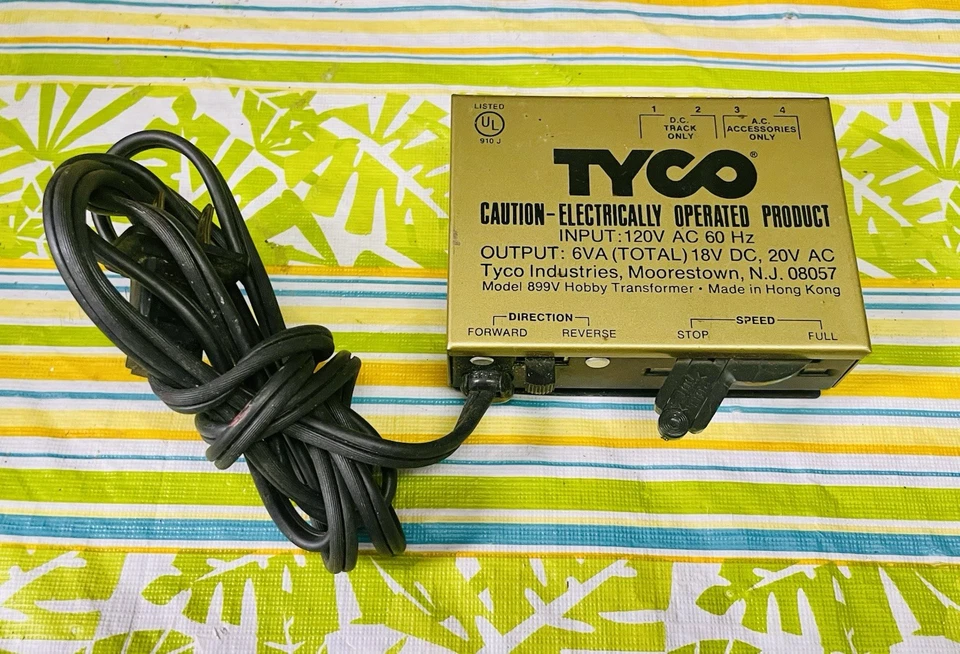 LISTED
UL
910 J
1 2 3 4
D.C. TRACK ONLY
A.C. ACCESSORIES ONLY
TYCO®
CAUTION-ELECTRICALLY OPERATED PRODUCT
INPUT:120V AC 60 Hz
OUTPUT: 6VA (TOTAL) 18V DC, 20V AC
Tyco Industries, Moorestown, N.J. 08057
Model 899V Hobby Transformer • Made in Hong Kong
DIRECTION
FORWARD REVERSE
SPEED
STOP FULL